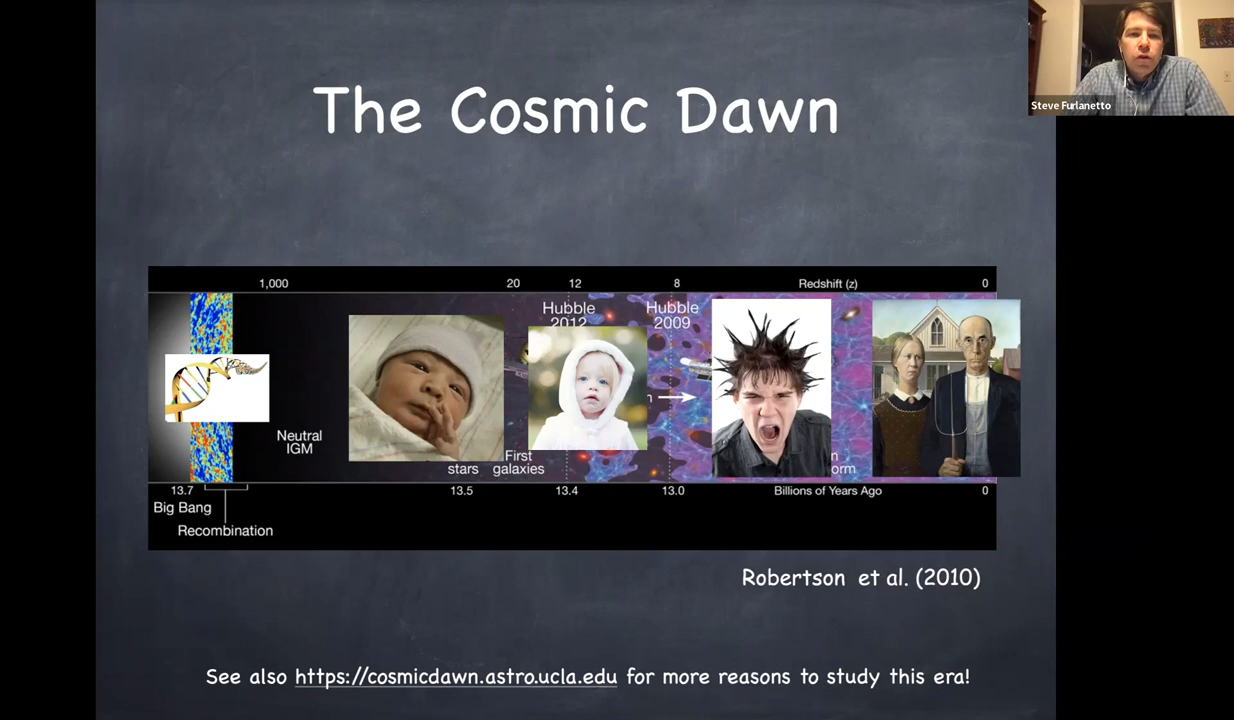 The Cosmic Dawn
Steve Furlanetto
1,000 20 12 8 Redshift (z) 0
Hubble
2012
Hubble
2009
Neutral
IGM
stars
First
galaxies
n
n
orm
13.7 13.5 13.4 13.0 Billions of Years Ago 0
Big Bang
Recombination
Robertson et al. (2010)
See also https://cosmicdawn.astro.ucla.edu for more reasons to study this era!